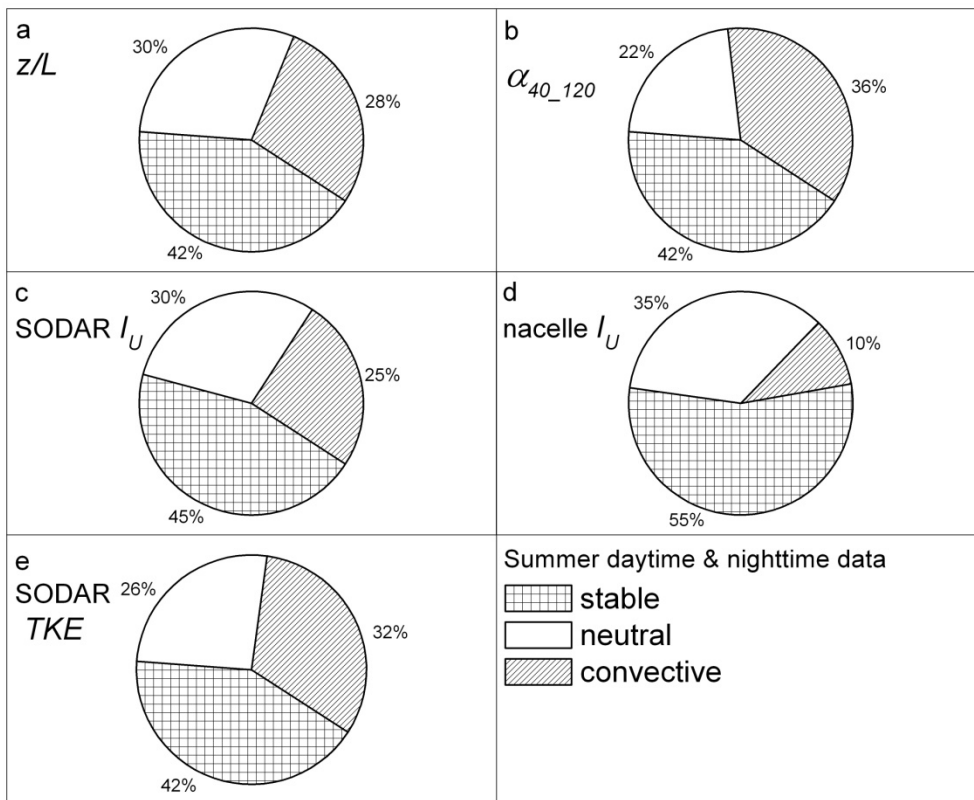 a
z/L
30%
28%
42%
b
α40_120
22%
36%
42%
c
SODAR IU
30%
25%
45%
d
nacelle IU
35%
10%
55%
e
SODAR
TKE
26%
32%
42%
Summer daytime & nighttime data
stable
neutral
convective